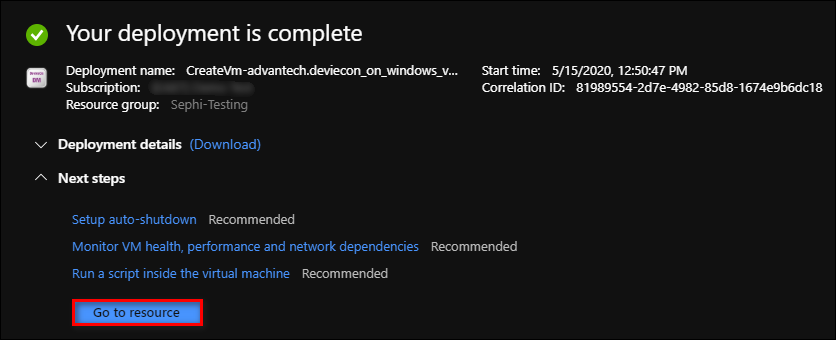 Your deployment is complete
Deployment name: CreateVm-advantech.deviecon_on_windows_v...
Start time: 5/15/2020, 12:50:47 PM
Subscription:
Correlation ID: 81989554-2d7e-4982-85d8-1674e9b6dc18
Resource group: Sephi-Testing
Deployment details (Download)
Next steps
Setup auto-shutdown Recommended
Monitor VM health, performance and network dependencies Recommended
Run a script inside the virtual machine Recommended
Go to resource